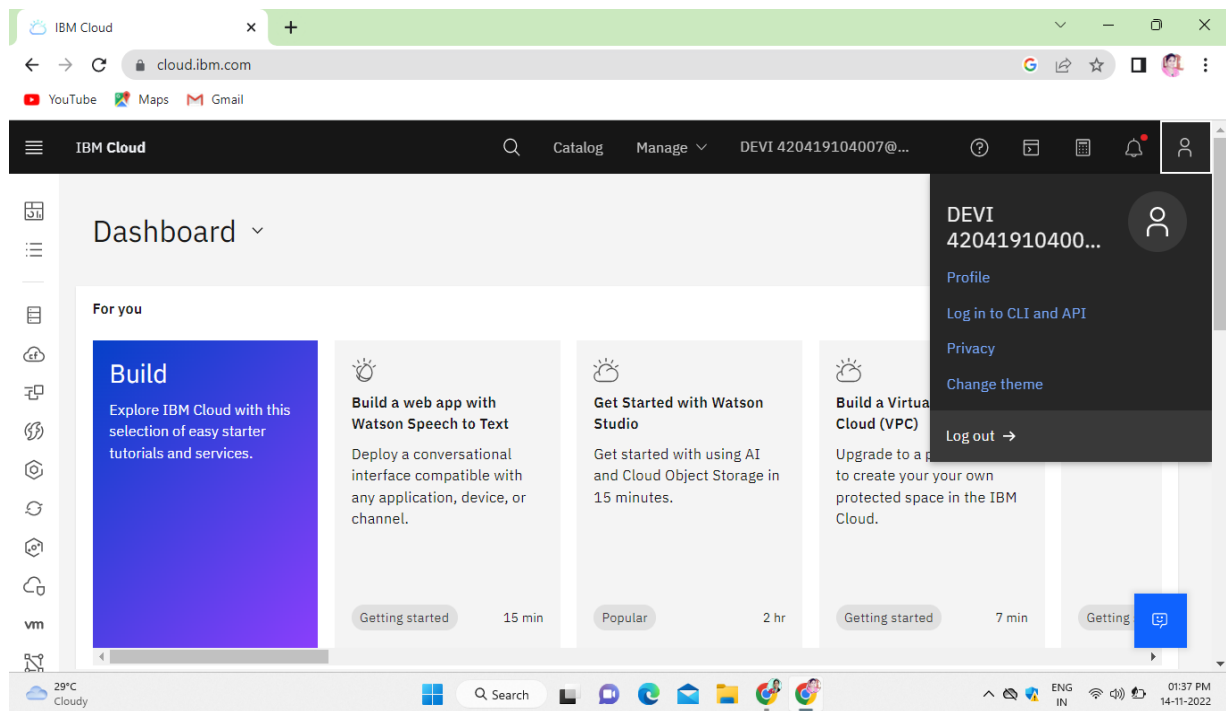 IBM Cloud
cloud.ibm.com
YouTube Maps Gmail
IBM Cloud Catalog Manage DEVI 420419104007@...
DEVI
42041910400...
Profile
Log in to CLI and API
Privacy
Change theme
Log out
Dashboard
For you
Build
Explore IBM Cloud with this
selection of easy starter
tutorials and services.
Build a web app with
Watson Speech to Text
Deploy a conversational
interface compatible with
any application, device, or
channel.
Getting started 15 min
Get Started with Watson
Studio
Get started with using AI
and Cloud Object Storage in
15 minutes.
Popular 2 hr
Build a Virtua
Cloud (VPC)
Upgrade to a p
to create your your own
protected space in the IBM
Cloud.
Getting started 7 min
Getting
cf
vm
29°C
Cloudy
Search
ENG
IN
01:37 PM
14-11-2022